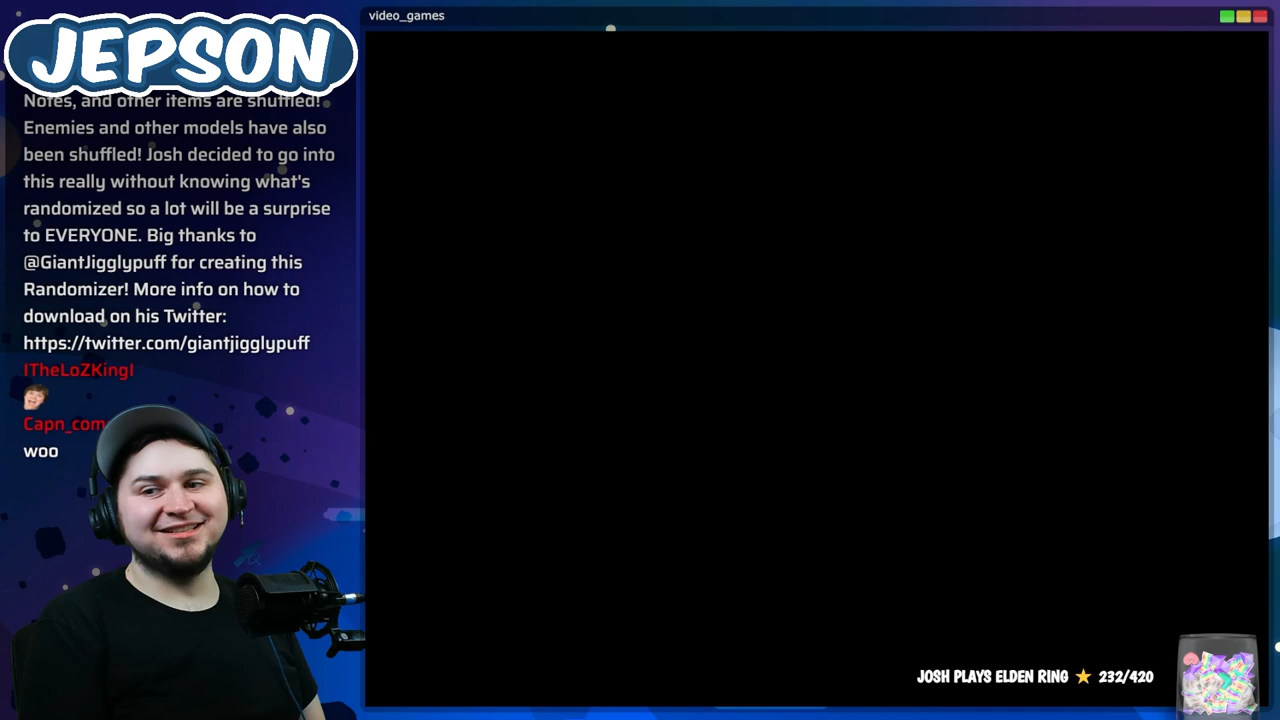 JEPSON
video_games
Notes, and other items are shuffled!
Enemies and other models have also
been shuffled! Josh decided to go into
this really without knowing what's
randomized so a lot will be a surprise
to EVERYONE. Big thanks to
@GiantJigglypuff for creating this
Randomizer! More info on how to
download on his Twitter:
https://twitter.com/giantjigglypuff
ITheLoZKingI
woo
JOSH PLAYS ELDEN RING ★ 232/420